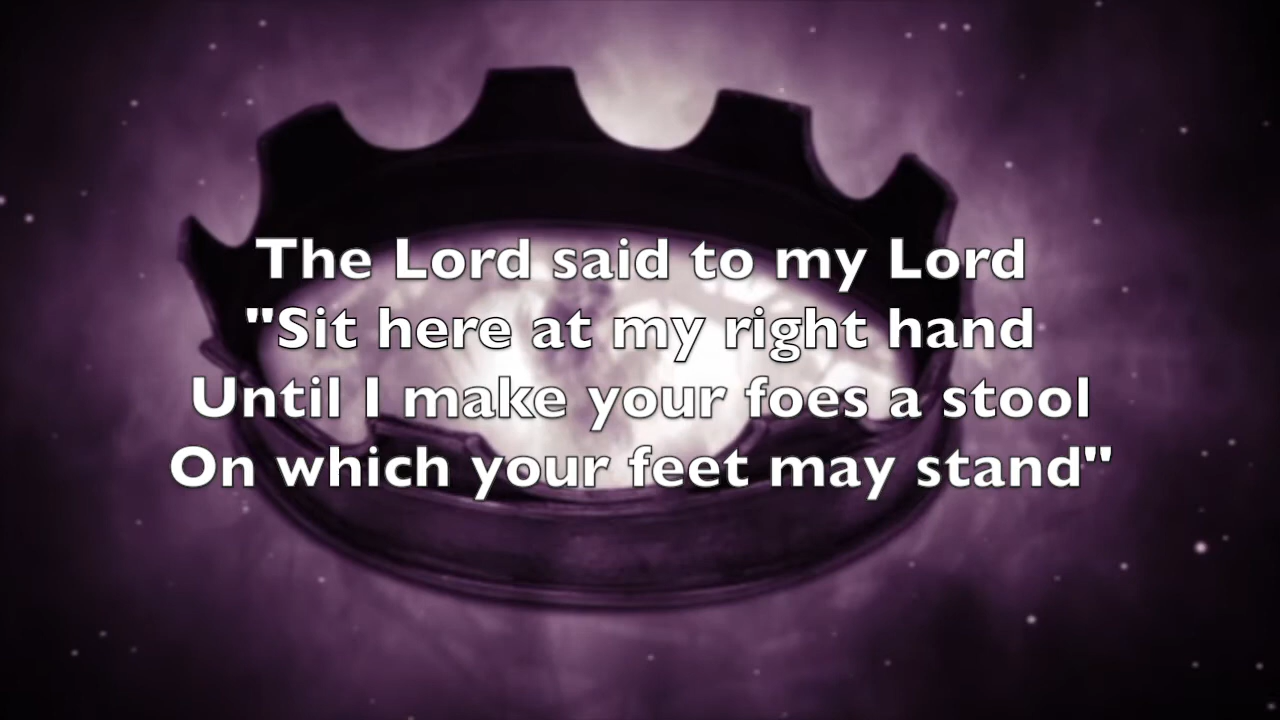 The Lord said to my Lord
"Sit here at my right hand
Until I make your foes a stool
On which your feet may stand"